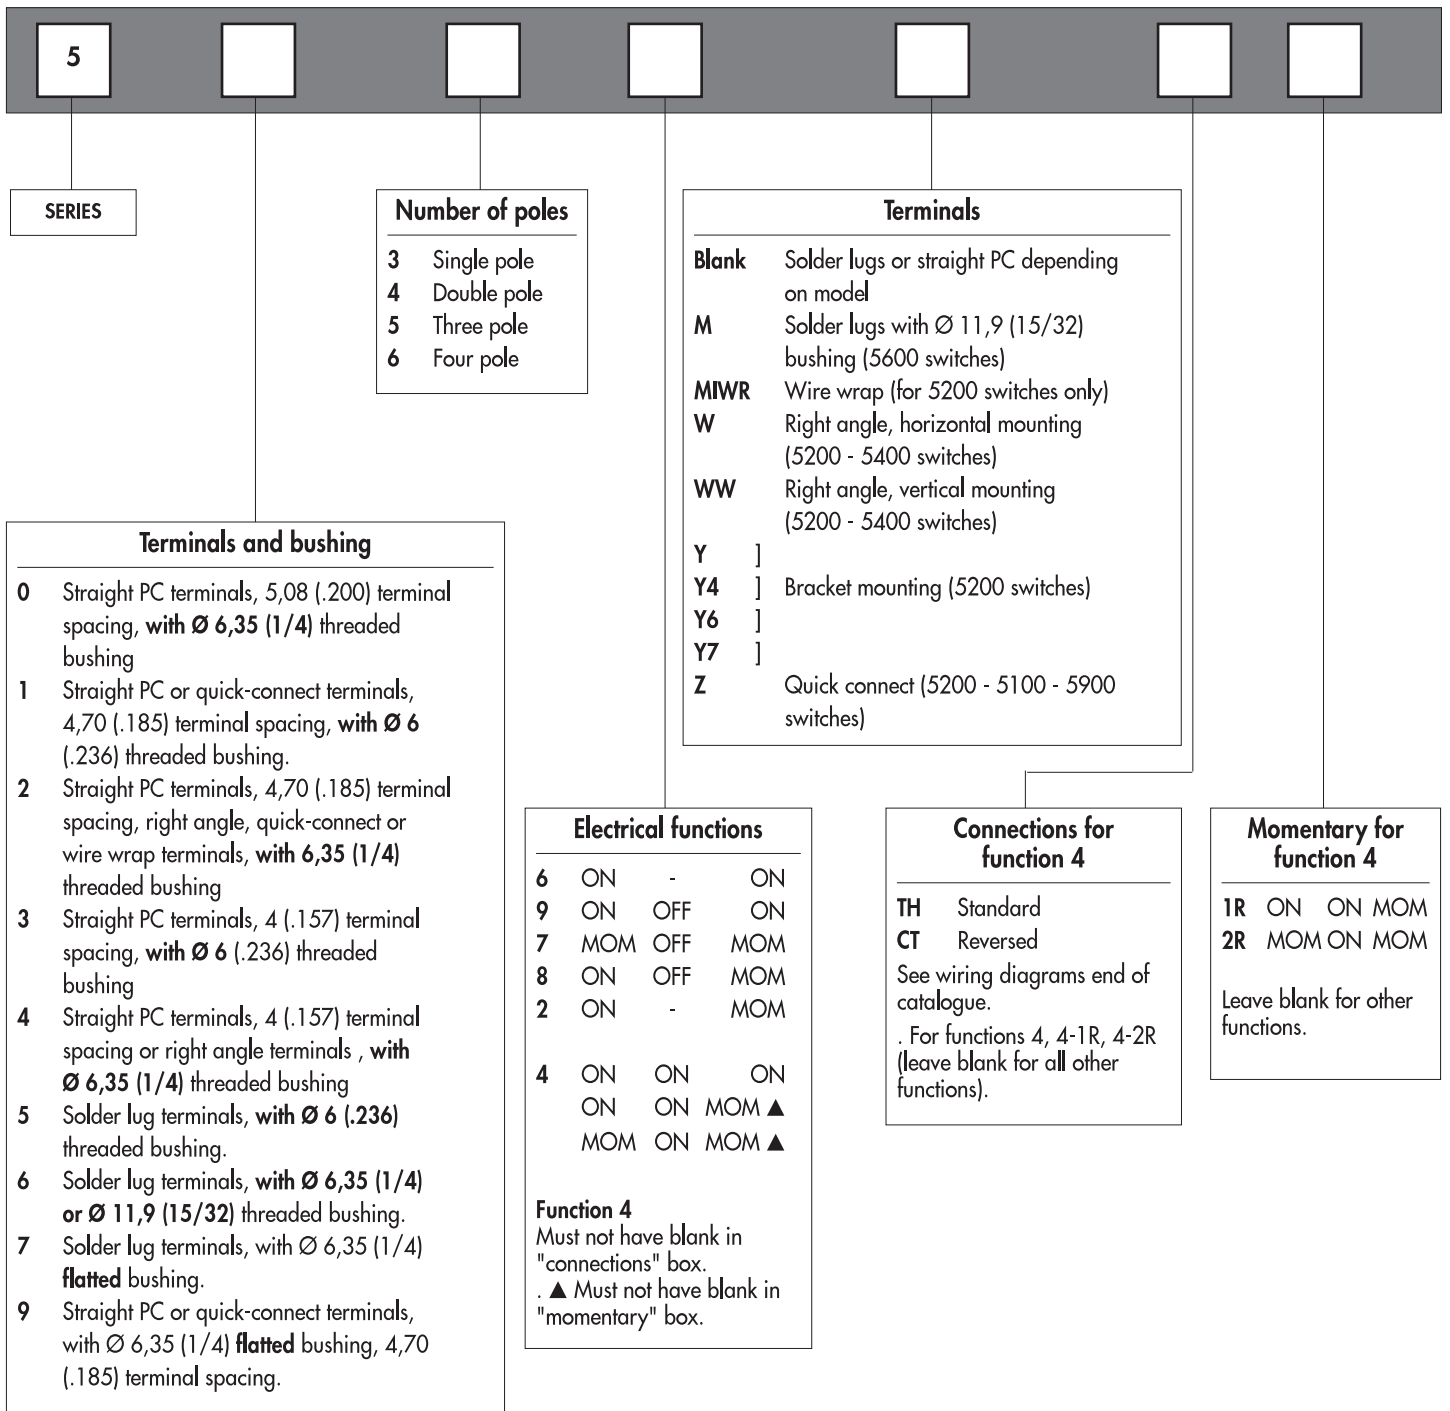 5
SERIES
Number of poles
3 Single pole
4 Double pole
5 Three pole
6 Four pole
Terminals
Blank Solder lugs or straight PC depending
on model
M Solder lugs with Ø 11,9 (15/32)
bushing (5600 switches)
MIWR Wire wrap (for 5200 switches only)
W Right angle, horizontal mounting
(5200 - 5400 switches)
WW Right angle, vertical mounting
(5200 - 5400 switches)
Y ]
Y4 ] Bracket mounting (5200 switches)
Y6 ]
Y7 ]
Z Quick connect (5200 - 5100 - 5900
switches)
Terminals and bushing
0 Straight PC terminals, 5,08 (.200) terminal
spacing, with Ø 6,35 (1/4) threaded
bushing
1 Straight PC or quick-connect terminals,
4,70 (.185) terminal spacing, with Ø 6
(.236) threaded bushing.
2 Straight PC terminals, 4,70 (.185) terminal
spacing, right angle, quick-connect or
wire wrap terminals, with 6,35 (1/4)
threaded bushing
3 Straight PC terminals, 4 (.157) terminal
spacing, with Ø 6 (.236) threaded
bushing
4 Straight PC terminals, 4 (.157) terminal
spacing or right angle terminals , with
Ø 6,35 (1/4) threaded bushing
5 Solder lug terminals, with Ø 6 (.236)
threaded bushing.
6 Solder lug terminals, with Ø 6,35 (1/4)
or Ø 11,9 (15/32) threaded bushing.
7 Solder lug terminals, with Ø 6,35 (1/4)
flatted bushing.
9 Straight PC or quick-connect terminals,
with Ø 6,35 (1/4) flatted bushing, 4,70
(.185) terminal spacing.
Electrical functions
6 ON - ON
9 ON OFF ON
7 MOM OFF MOM
8 ON OFF MOM
2 ON - MOM
4 ON ON ON
ON ON MOM ▲
MOM ON MOM ▲
Function 4
Must not have blank in
"connections" box.
. ▲ Must not have blank in
"momentary" box.
Connections for
function 4
TH Standard
CT Reversed
See wiring diagrams end of
catalogue.
. For functions 4, 4-1R, 4-2R
(leave blank for all other
functions).
Momentary for
function 4
1R ON ON MOM
2R MOM ON MOM
Leave blank for other
functions.